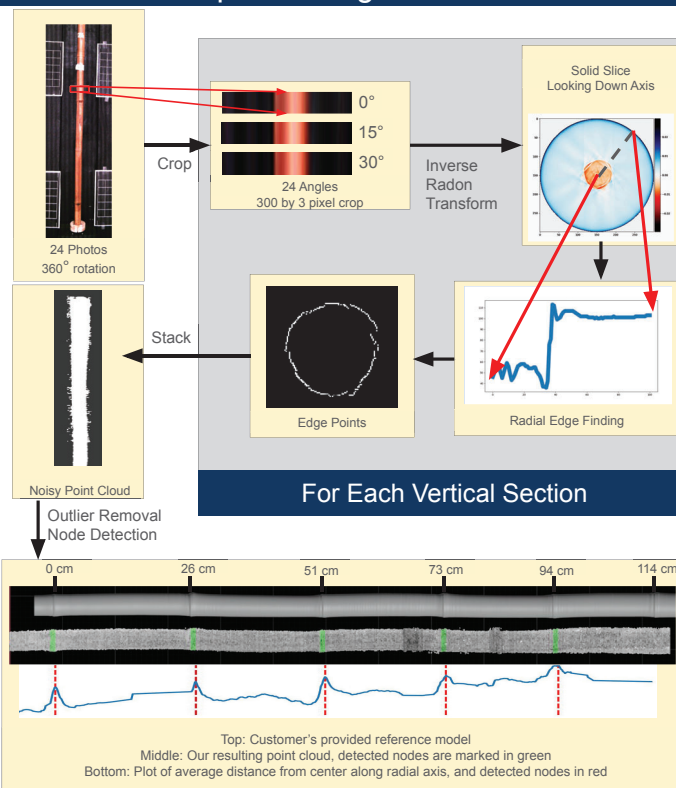 24 Photos
360° rotation
Crop
0°
15°
30°
24 Angles
300 by 3 pixel crop
Inverse
Radon
Transform
Solid Slice
Looking Down Axis
Radial Edge Finding
Edge Points
Stack
Noisy Point Cloud
For Each Vertical Section
Outlier Removal
Node Detection
0 cm 26 cm 51 cm 73 cm 94 cm 114 cm
Top: Customer's provided reference model
Middle: Our resulting point cloud, detected nodes are marked in green
Bottom: Plot of average distance from center along radial axis, and detected nodes in red